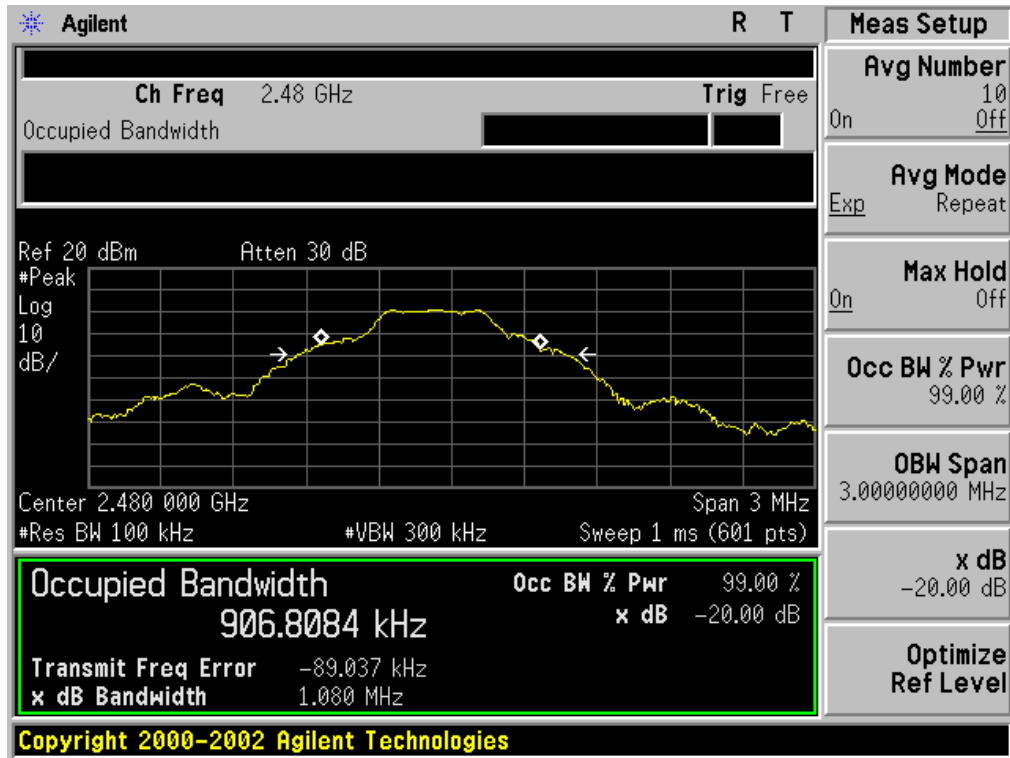 Agilent R T
Ch Freq 2.48 GHz Trig Free
Occupied Bandwidth
Ref 20 dBm Atten 30 dB
#Peak
Log
10
dB/
Center 2.480 000 GHz Span 3 MHz
#Res BW 100 kHz #VBW 300 kHz Sweep 1 ms (601 pts)
Occupied Bandwidth Occ BW % Pwr 99.00 %
906.8084 kHz x dB -20.00 dB
Transmit Freq Error -89.037 kHz
x dB Bandwidth 1.080 MHz
Copyright 2000-2002 Agilent Technologies
Meas Setup
Avg Number
10
On Off
Avg Mode
Exp Repeat
Max Hold
On Off
Occ BW % Pwr
99.00 %
OBW Span
3.00000000 MHz
x dB
-20.00 dB
Optimize
Ref Level